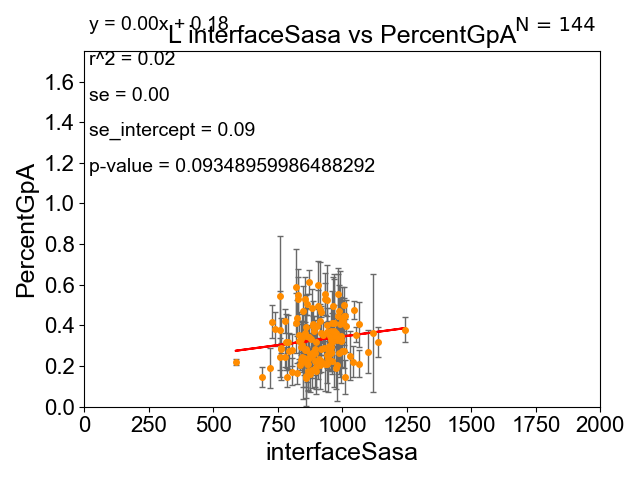 y = 0.00x + 0.18
N = 144
L interfaceSasa vs PercentGpA
r^2 = 0.02
se = 0.00
se_intercept = 0.09
p-value = 0.09348959986488292
PercentGpA
1.6
1.4
1.2
1.0
0.8
0.6
0.4
0.2
0.0
0 250 500 750 1000 1250 1500 1750 2000
interfaceSasa